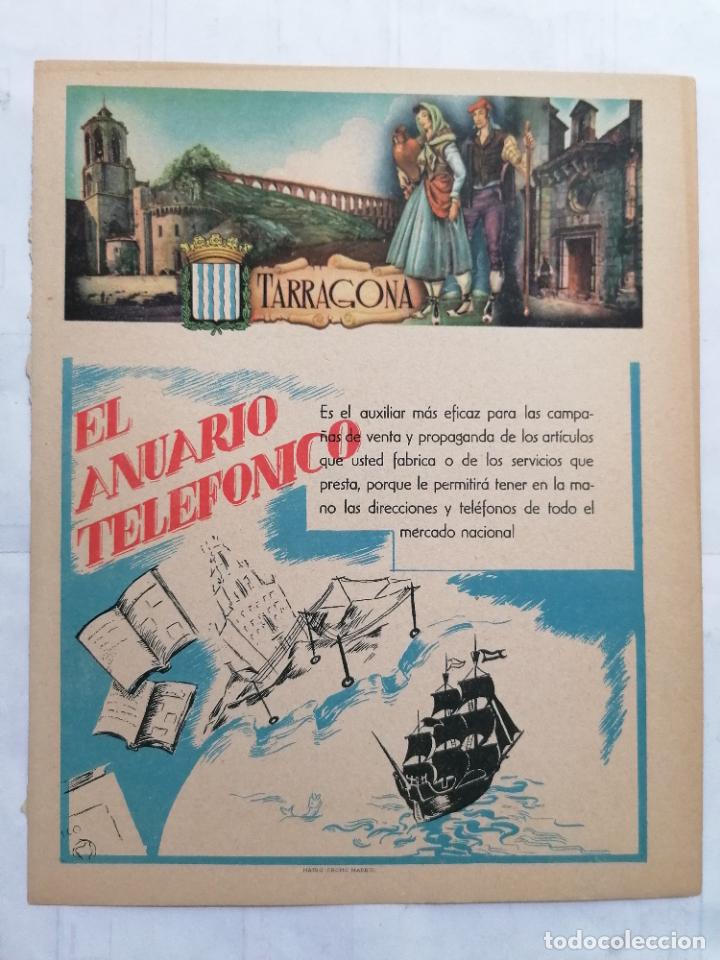 TARRAGONA
EL
ANUARIO
TELEFONICO
Es el auxiliar más eficaz para las campa-
ñas de venta y propaganda de los artículos
que usted fabrica o de los servicios que
presta, porque le permitirá tener en la ma-
no las direcciones y teléfonos de todo el
mercado nacional
todocoleccion
todocoleccion.net